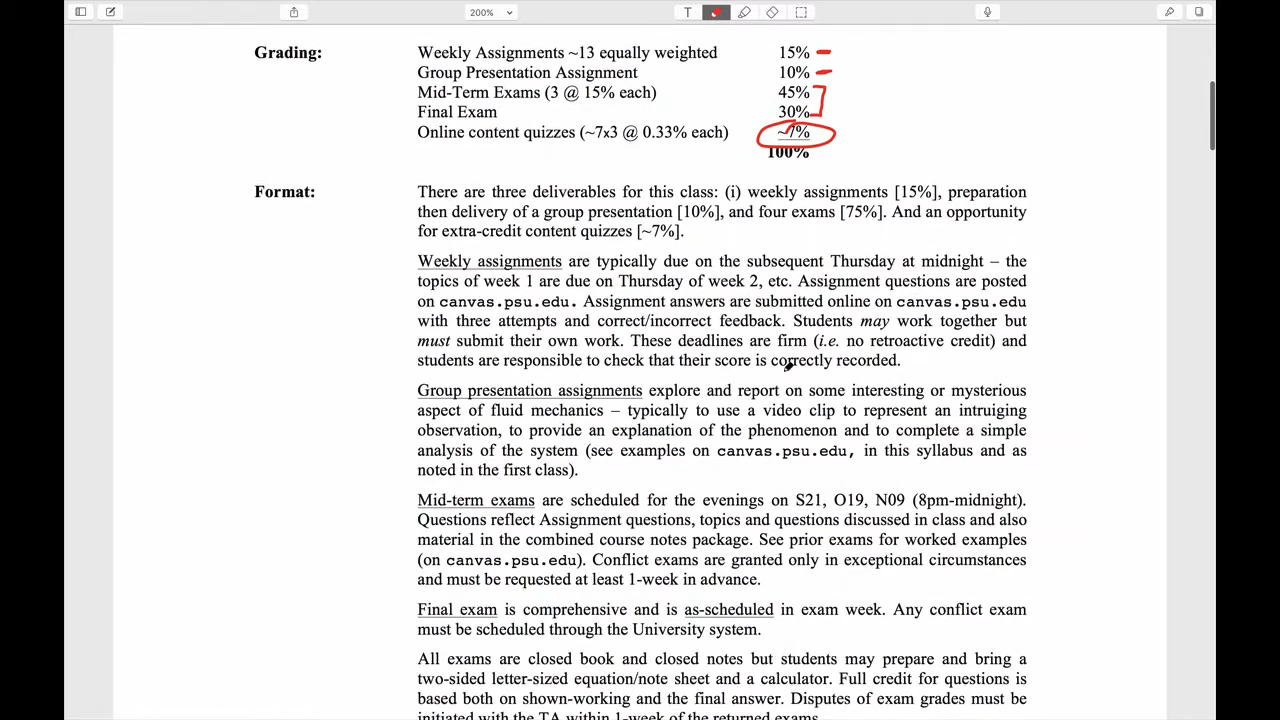 200%
T
Grading:
Weekly Assignments ~13 equally weighted 15%
Group Presentation Assignment 10%
Mid-Term Exams (3 @ 15% each) 45%
Final Exam 30%
Online content quizzes (~7x3 @ 0.33% each) ~7%
100%
Format:
There are three deliverables for this class: (i) weekly assignments [15%], preparation
then delivery of a group presentation [10%], and four exams [75%]. And an opportunity
for extra-credit content quizzes [~7%].
Weekly assignments are typically due on the subsequent Thursday at midnight – the
topics of week 1 are due on Thursday of week 2, etc. Assignment questions are posted
on canvas.psu.edu. Assignment answers are submitted online on canvas.psu.edu
with three attempts and correct/incorrect feedback. Students may work together but
must submit their own work. These deadlines are firm (i.e. no retroactive credit) and
students are responsible to check that their score is correctly recorded.
Group presentation assignments explore and report on some interesting or mysterious
aspect of fluid mechanics – typically to use a video clip to represent an intruiging
observation, to provide an explanation of the phenomenon and to complete a simple
analysis of the system (see examples on canvas.psu.edu, in this syllabus and as
noted in the first class).
Mid-term exams are scheduled for the evenings on S21, O19, N09 (8pm-midnight).
Questions reflect Assignment questions, topics and questions discussed in class and also
material in the combined course notes package. See prior exams for worked examples
(on canvas.psu.edu). Conflict exams are granted only in exceptional circumstances
and must be requested at least 1-week in advance.
Final exam is comprehensive and is as-scheduled in exam week. Any conflict exam
must be scheduled through the University system.
All exams are closed book and closed notes but students may prepare and bring a
two-sided letter-sized equation/note sheet and a calculator. Full credit for questions is
based both on shown-working and the final answer. Disputes of exam grades must be
initiated with the TA within 1-week of the returned exams.